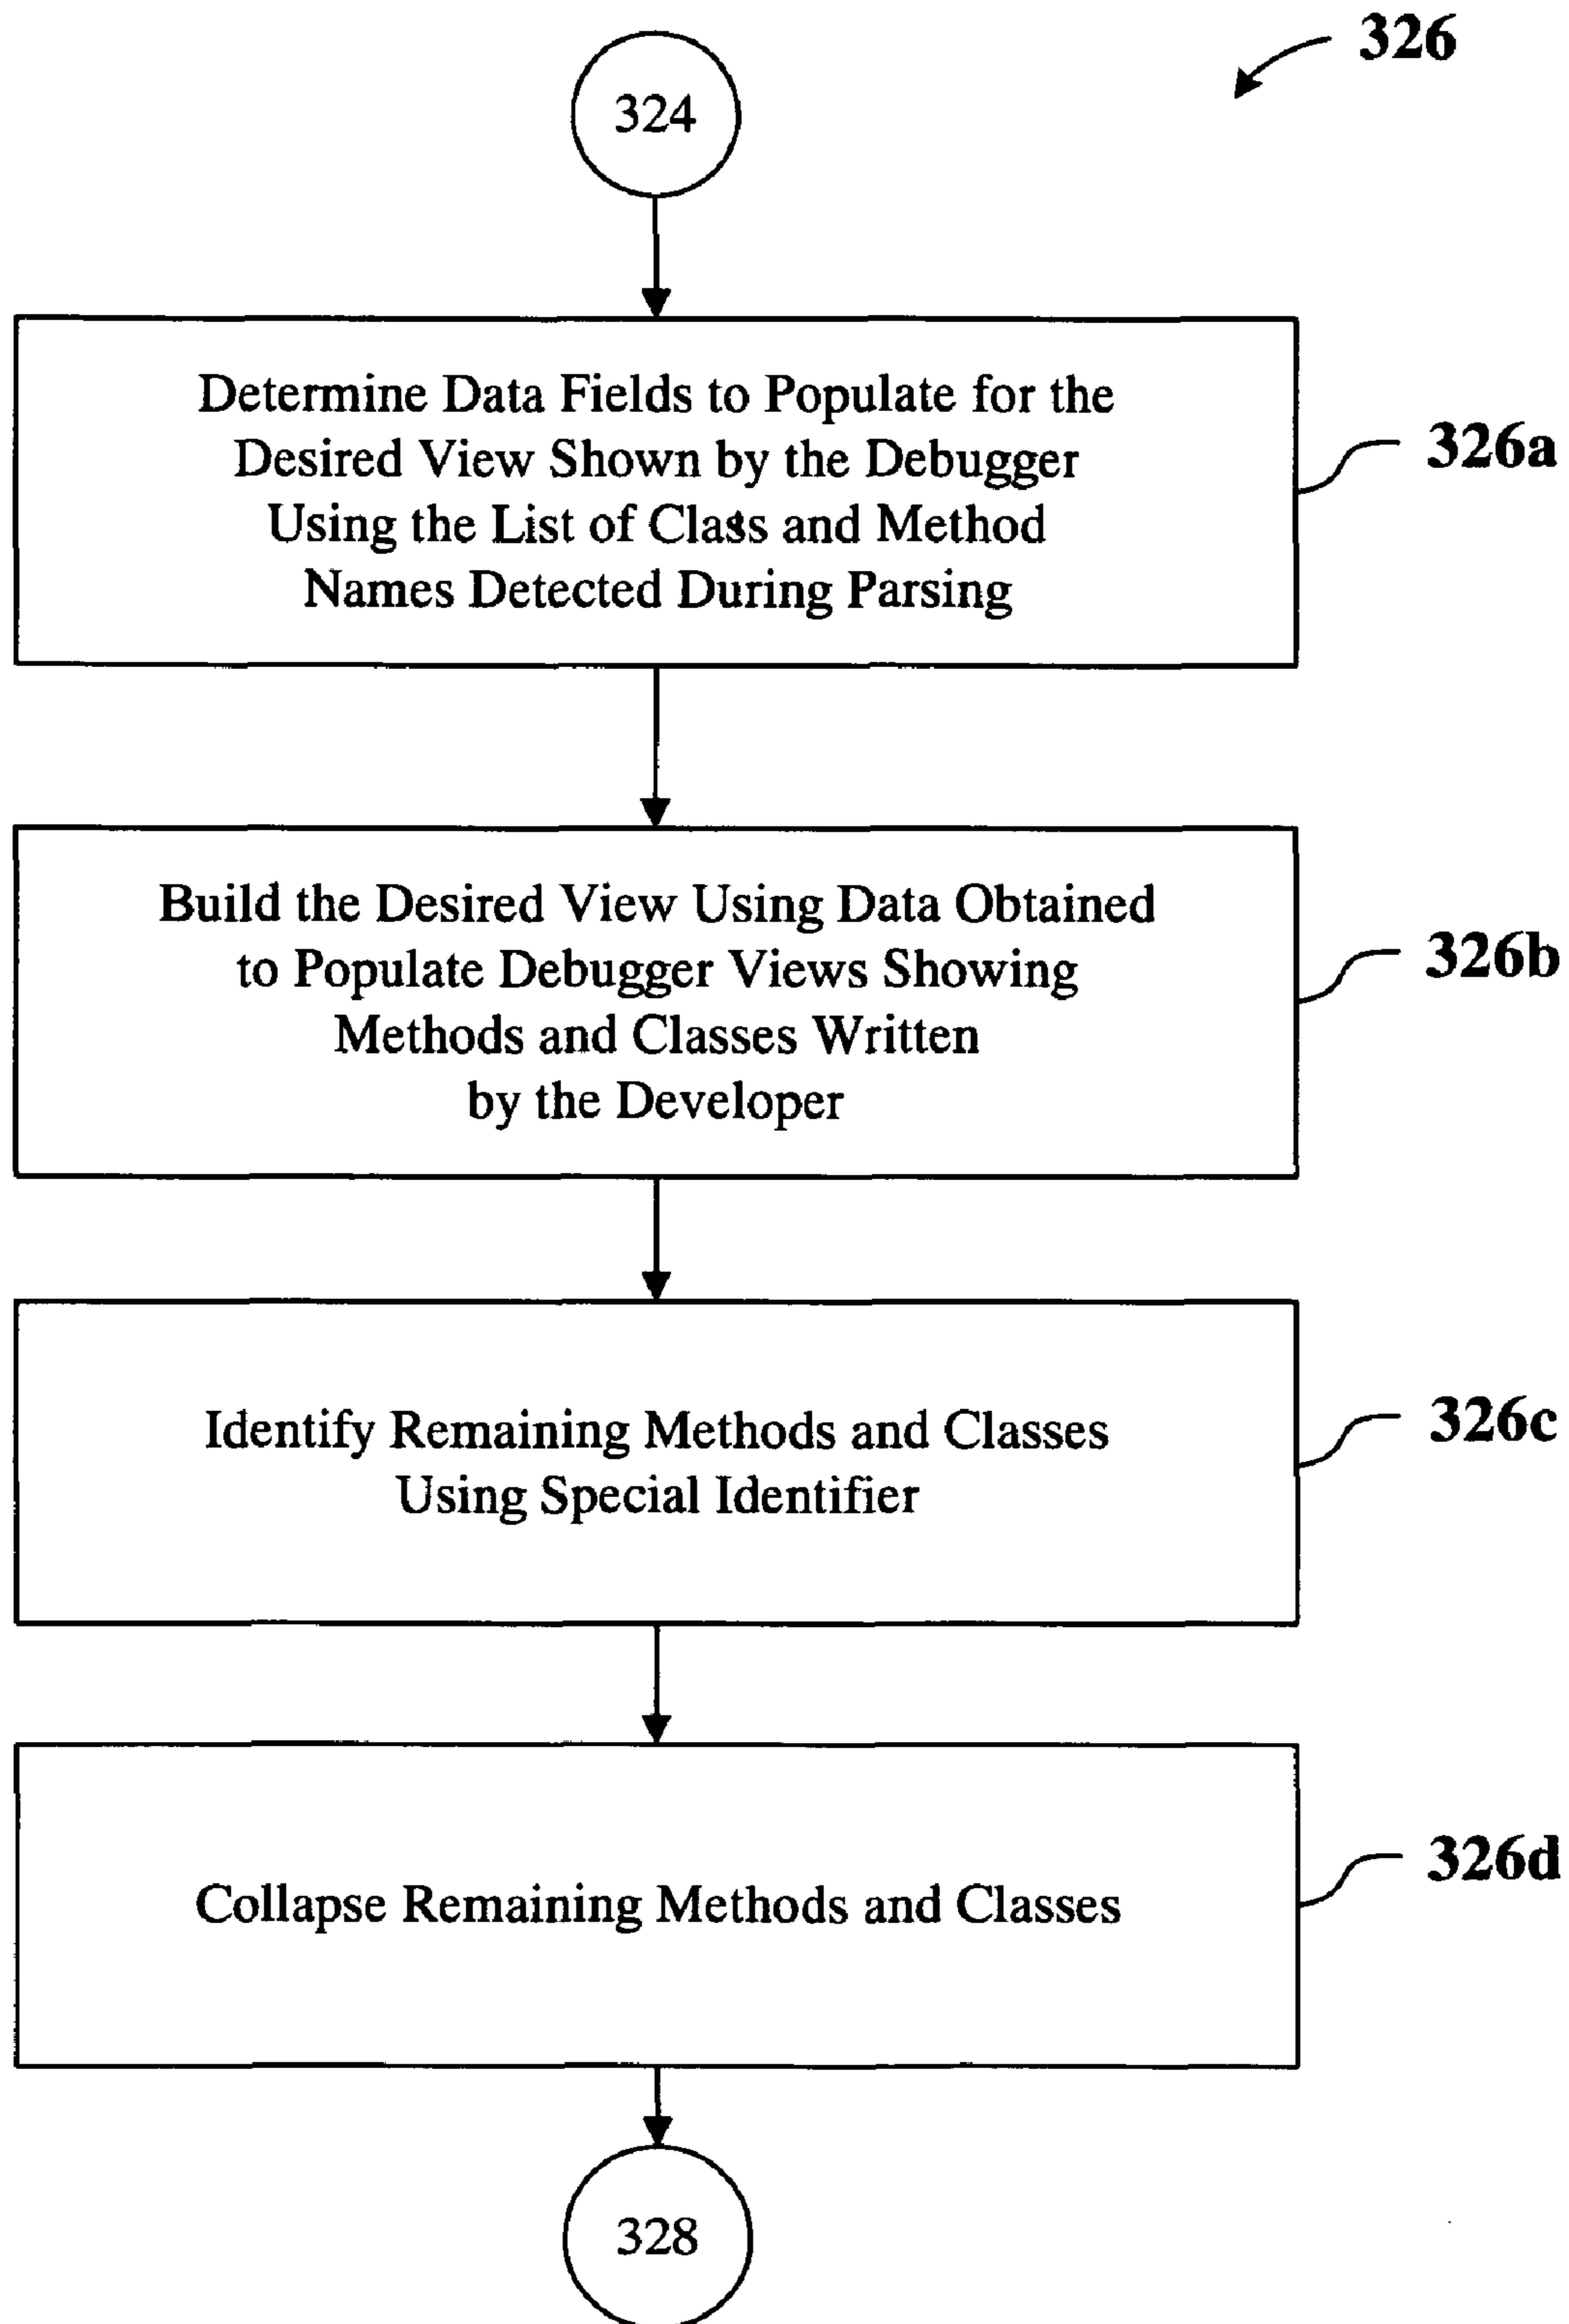 326
324
Determine Data Fields to Populate for the
Desired View Shown by the Debugger
Using the List of Class and Method
Names Detected During Parsing
326a
Build the Desired View Using Data Obtained
to Populate Debugger Views Showing
Methods and Classes Written
by the Developer
326b
Identify Remaining Methods and Classes
Using Special Identifier
326c
Collapse Remaining Methods and Classes
326d
328